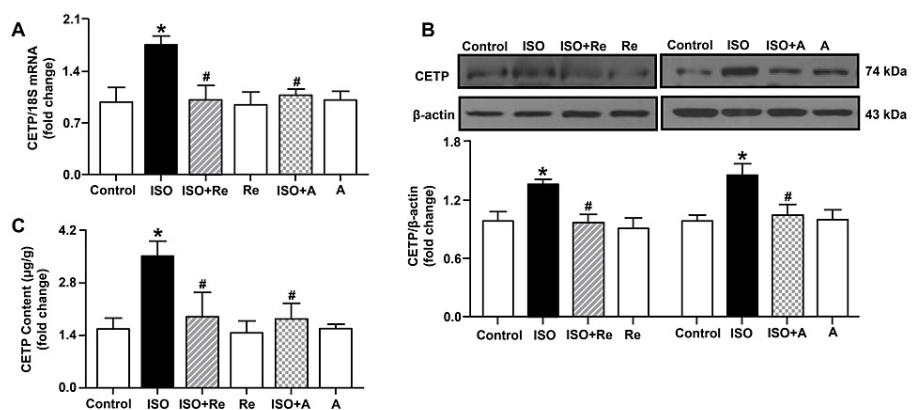 A
CETP/18S mRNA
(fold change)
2.1
1.4
0.7
0.0
*
#
#
Control ISO ISO+Re Re ISO+A A
B
Control ISO ISO+Re Re Control ISO ISO+A A
CETP 74 kDa
β-actin 43 kDa
CETP/β-actin
(fold change)
1.8
1.2
0.6
0.0
*
#
*
#
Control ISO ISO+Re Re Control ISO ISO+A A
C
CETP Content (μg/g)
(fold change)
4.2
2.8
1.4
0.0
*
#
#
Control ISO ISO+Re Re ISO+A A